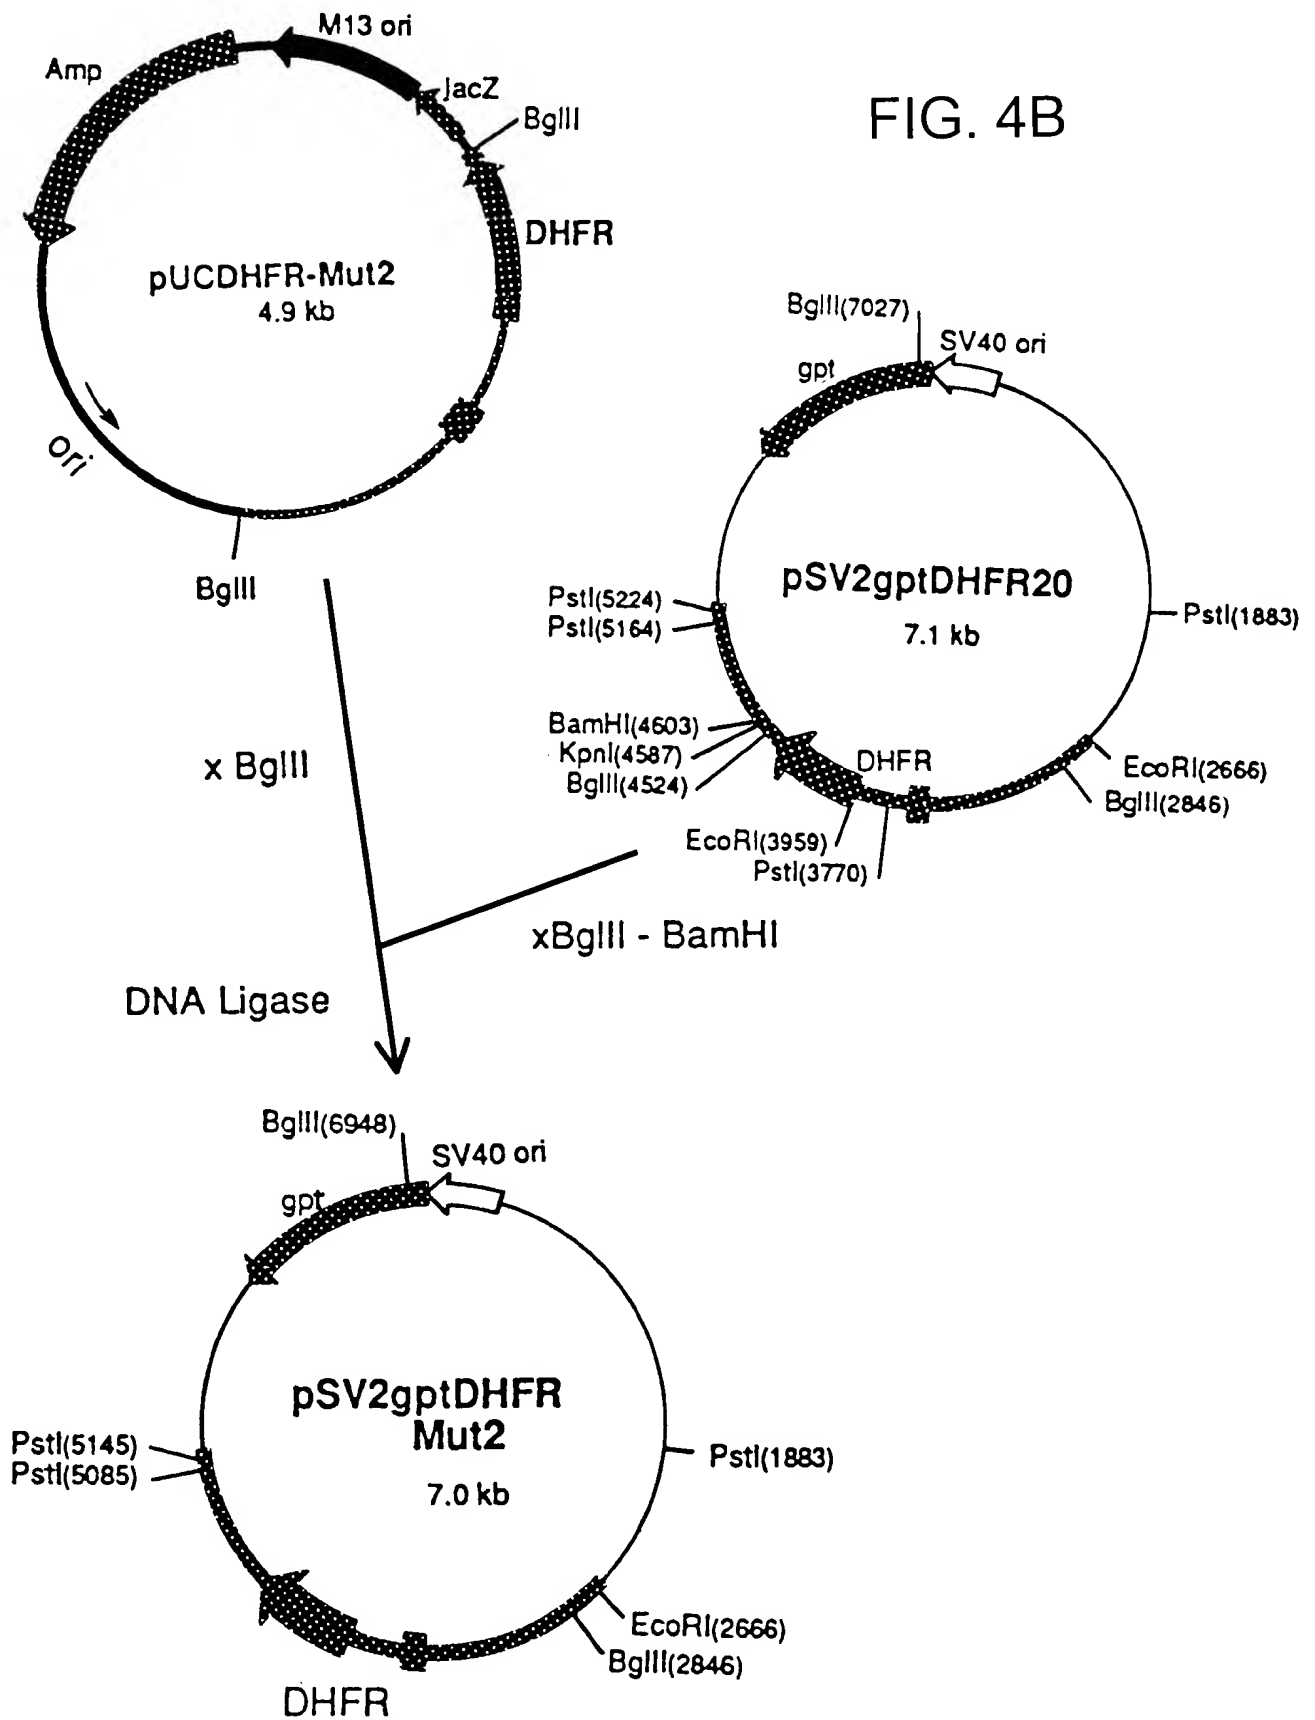 FIG. 4B
M13 ori
Amp
lacZ
BglII
DHFR
pUCDHFR-Mut2
4.9 kb
ori
BglII
BglII(7027)
SV40 ori
gpt
pSV2gptDHFR20
7.1 kb
PstI(5224)
PstI(5164)
PstI(1883)
BamHI(4603)
KpnI(4587)
BglII(4524)
DHFR
EcoRI(2666)
BglII(2846)
EcoRI(3959)
PstI(3770)
x BglII
xBglII - BamHI
DNA Ligase
BglII(6948)
SV40 ori
gpt
pSV2gptDHFR
Mut2
7.0 kb
PstI(5145)
PstI(5085)
PstI(1883)
EcoRI(2666)
BglII(2846)
DHFR